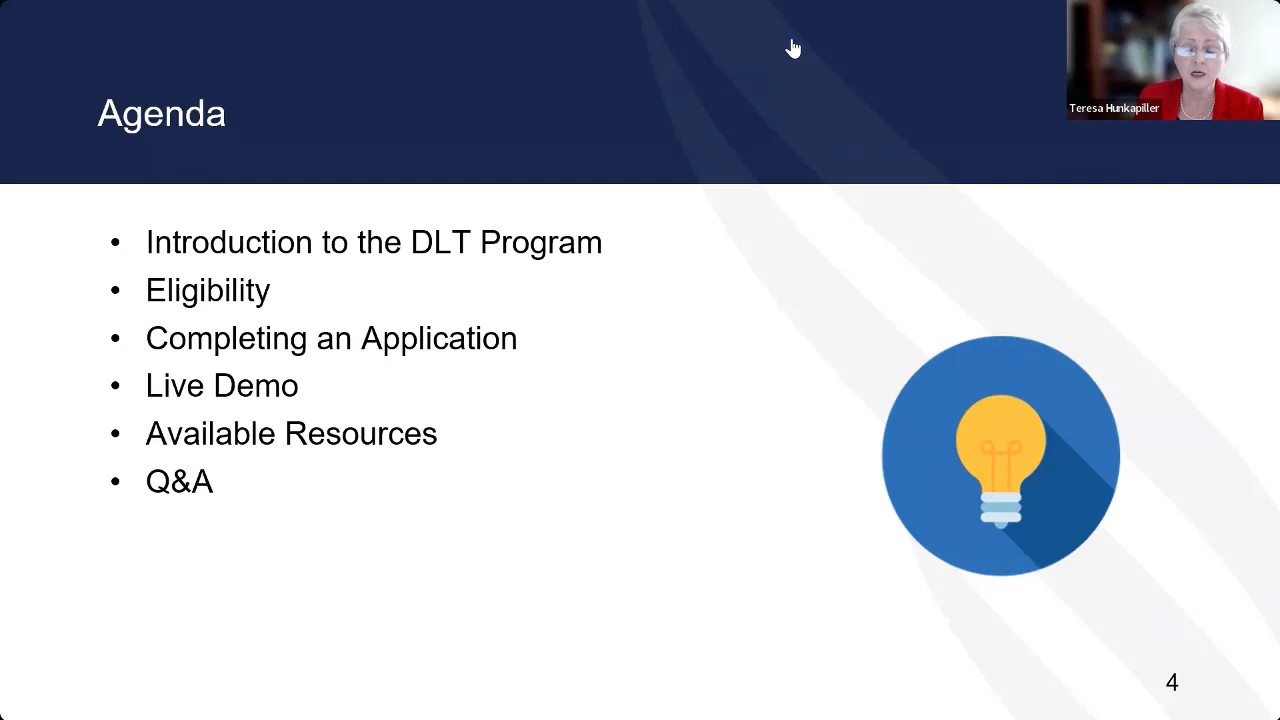 Agenda
Teresa Hunkapiller
• Introduction to the DLT Program
• Eligibility
• Completing an Application
• Live Demo
• Available Resources
• Q&A
4